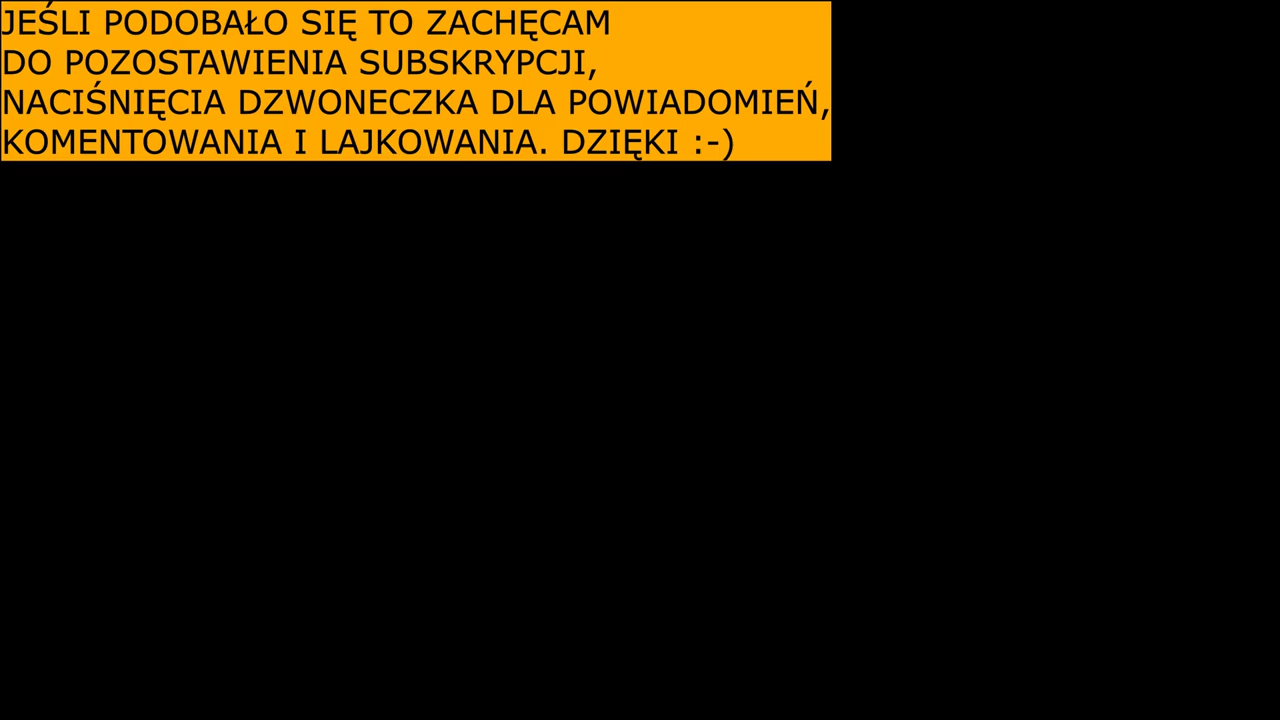 JEŚLI PODOBAŁO SIĘ TO ZACHĘCAM
DO POZOSTAWIENIA SUBSKRYPCJI,
NACIŚNIĘCIA DZWONECZKA DLA POWIADOMIEŃ,
KOMENTOWANIA I LAJKOWANIA. DZIĘKI :-)